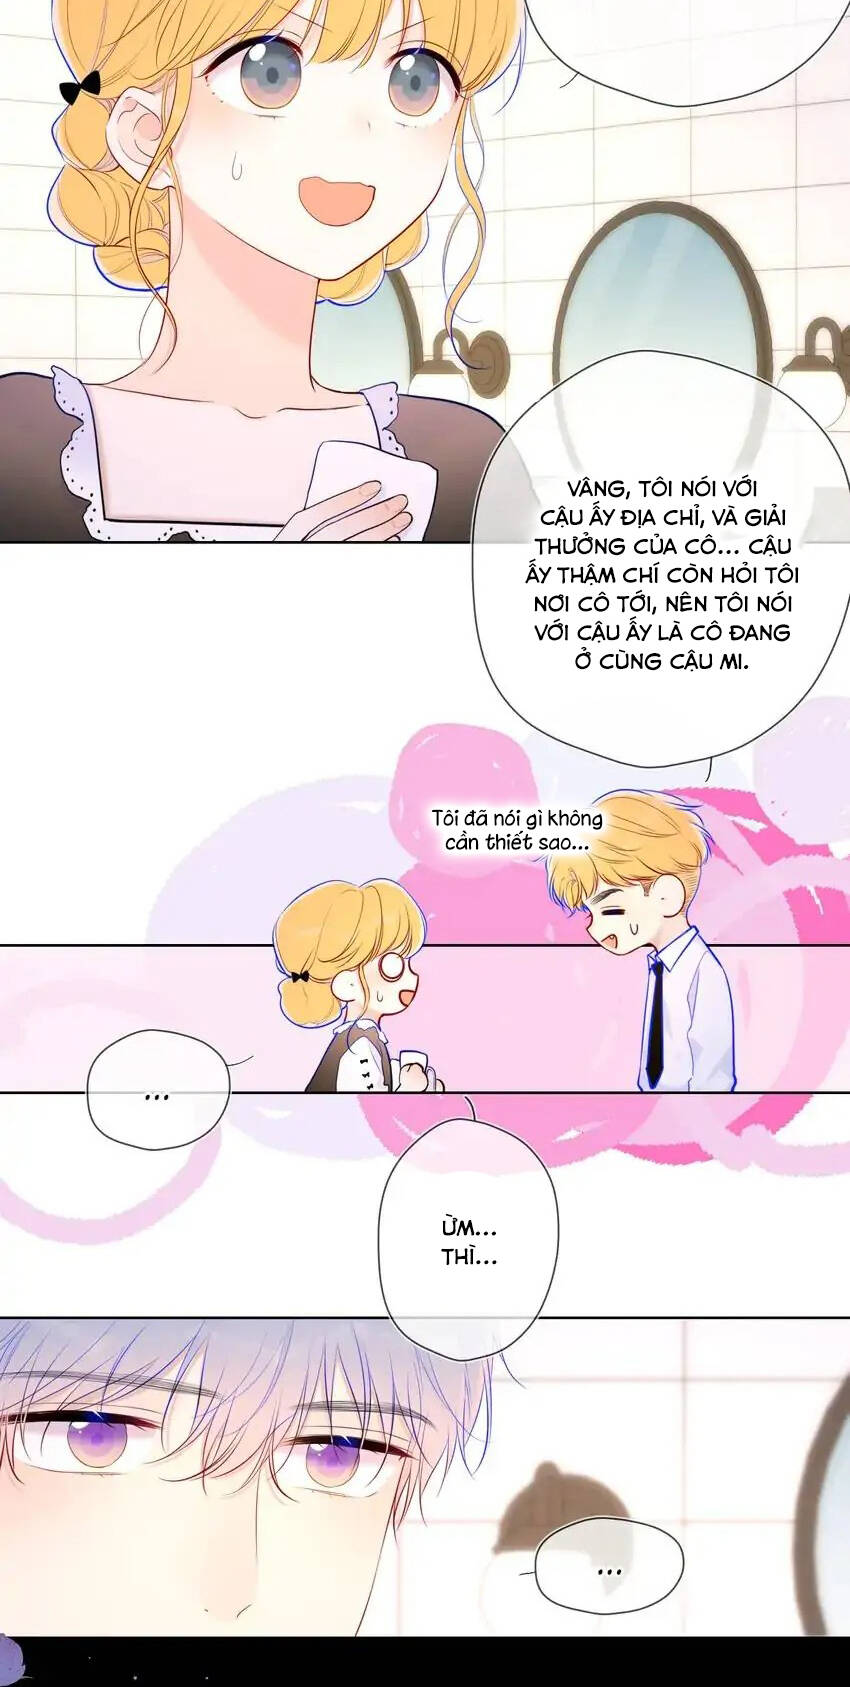 VÂNG, TÔI NÓI VỚI
CẬU ẤY ĐỊA CHỈ, VÀ GIẢI
THƯỞNG CỦA CÔ... CẬU
ẤY THẬM CHÍ CÒN HỎI TÔI
NƠI CÔ TỚI, NÊN TÔI NÓI
VỚI CẬU ẤY LÀ CÔ ĐANG
Ở CÙNG CẬU MI.
Tôi đã nói gì không
cần thiết sao...
...
ỪM...
THÌ...
...